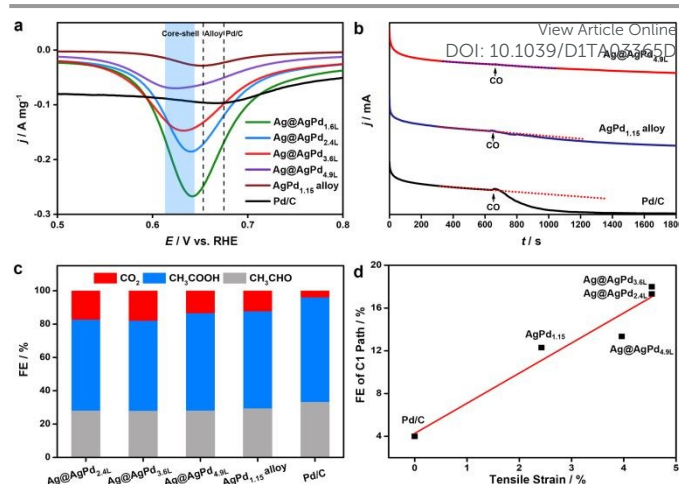 View Article Online
DOI: 10.1039/D1TA03365D
a
Core-shell
Alloy
Pd/C
0.0
-0.1
-0.2
-0.3
j / A mg⁻¹
Ag@AgPd1.6L
Ag@AgPd2.4L
Ag@AgPd3.6L
Ag@AgPd4.9L
AgPd1.15 alloy
Pd/C
0.5 0.6 0.7 0.8
E / V vs. RHE
b
j / mA
Ag@AgPd4.9L
CO
AgPd1.15 alloy
CO
Pd/C
CO
0 200 400 600 800 1000 1200 1400 1600 1800
t / s
c
CO2 CH3COOH CH3CHO
100
80
60
40
20
0
FE / %
Ag@AgPd2.4L
Ag@AgPd3.6L
Ag@AgPd4.9L
AgPd1.15 alloy
Pd/C
d
20
16
12
8
4
FE of C1 Path / %
Ag@AgPd3.6L
Ag@AgPd2.4L
AgPd1.15
Ag@AgPd4.9L
Pd/C
0 1 2 3 4 5
Tensile Strain / %